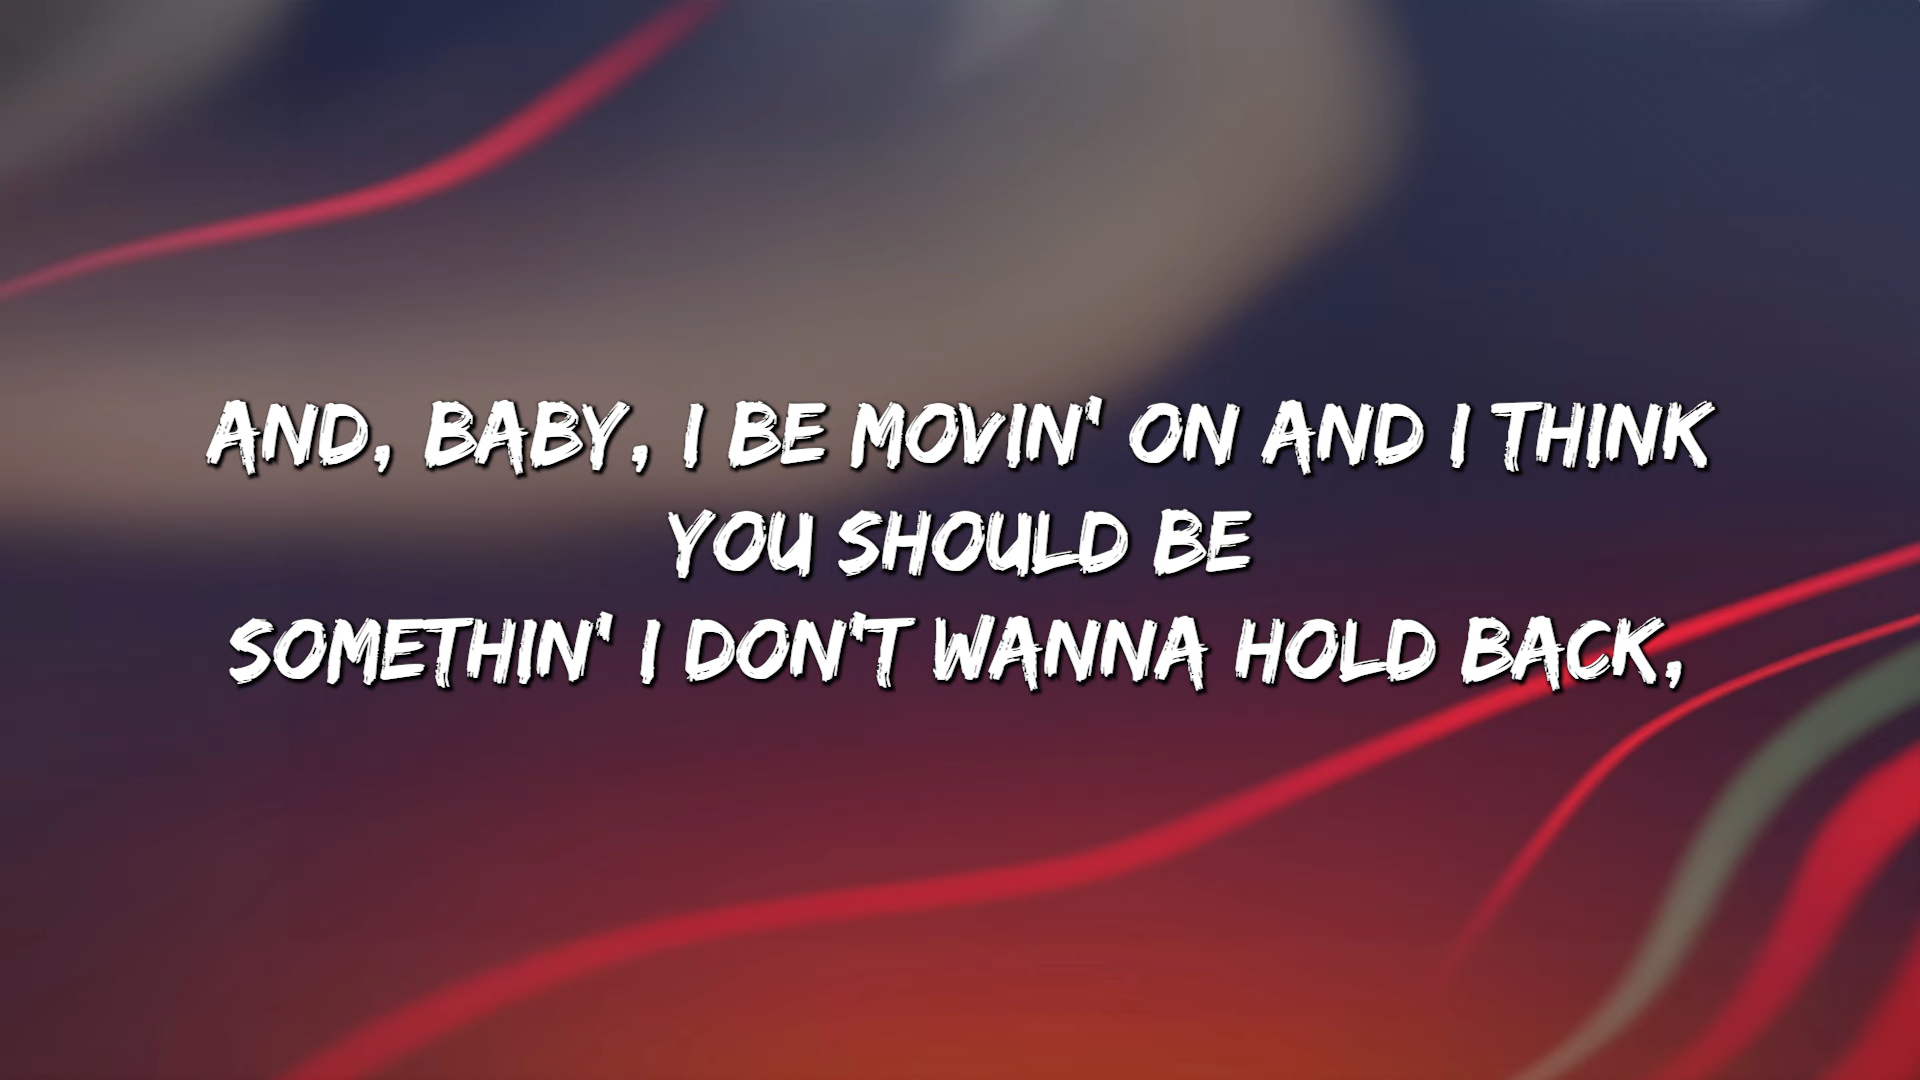 AND, BABY, I BE MOVIN' ON AND I THINK
YOU SHOULD BE
SOMETHIN' I DON'T WANNA HOLD BACK,